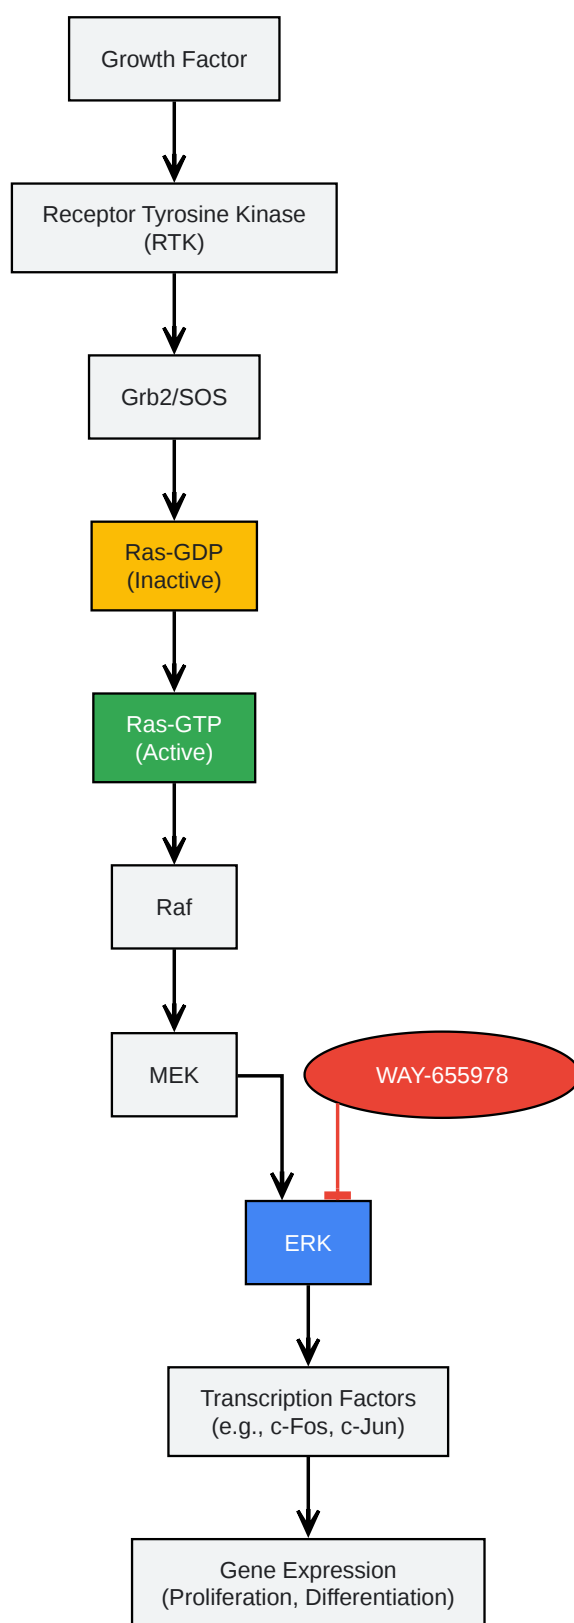 Growth Factor
Receptor Tyrosine Kinase
(RTK)
Grb2/SOS
Ras-GDP
(Inactive)
Ras-GTP
(Active)
Raf
MEK
WAY-655978
ERK
Transcription Factors
(e.g., c-Fos, c-Jun)
Gene Expression
(Proliferation, Differentiation)